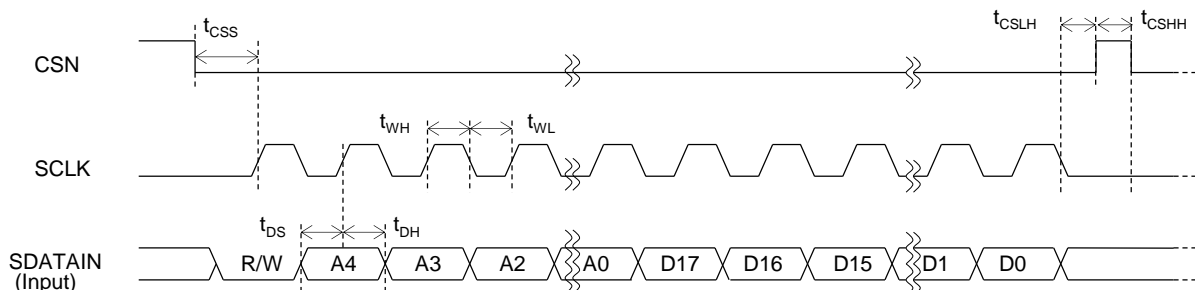 tCSS tCSLH tCSHH
CSN
tWH tWL
SCLK
tDS tDH
SDATAIN R/W A4 A3 A2 A0 D17 D16 D15 D1 D0
(Input)